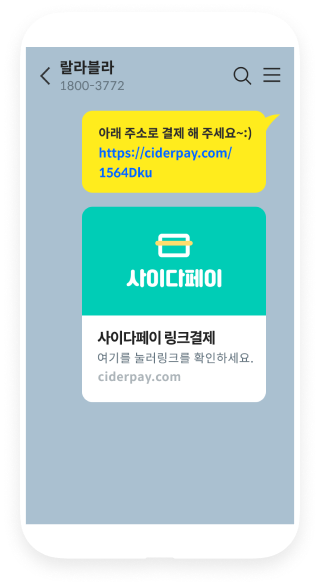 랄라블라
1800-3772
아래 주소로 결제 해 주세요~:)
https://ciderpay.com/
1564Dku
사이다페이
사이다페이 링크결제
여기를 눌러링크를 확인하세요.
ciderpay.com